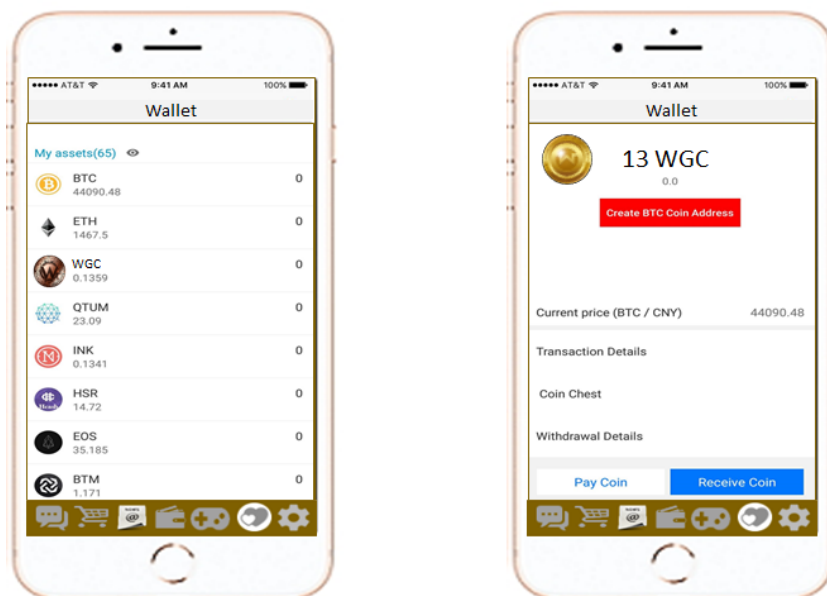 AT&T 9:41 AM 100%
Wallet
My assets(65)
BTC 0
44090.48
ETH 0
1467.5
WGC 0
0.1359
QTUM 0
23.09
INK 0
0.1341
HSR 0
14.72
EOS 0
35.185
BTM 0
1.171
NEWS
@
AT&T 9:41 AM 100%
Wallet
13 WGC
0.0
Create BTC Coin Address
Current price (BTC / CNY) 44090.48
Transaction Details
Coin Chest
Withdrawal Details
Pay Coin Receive Coin
NEWS
@